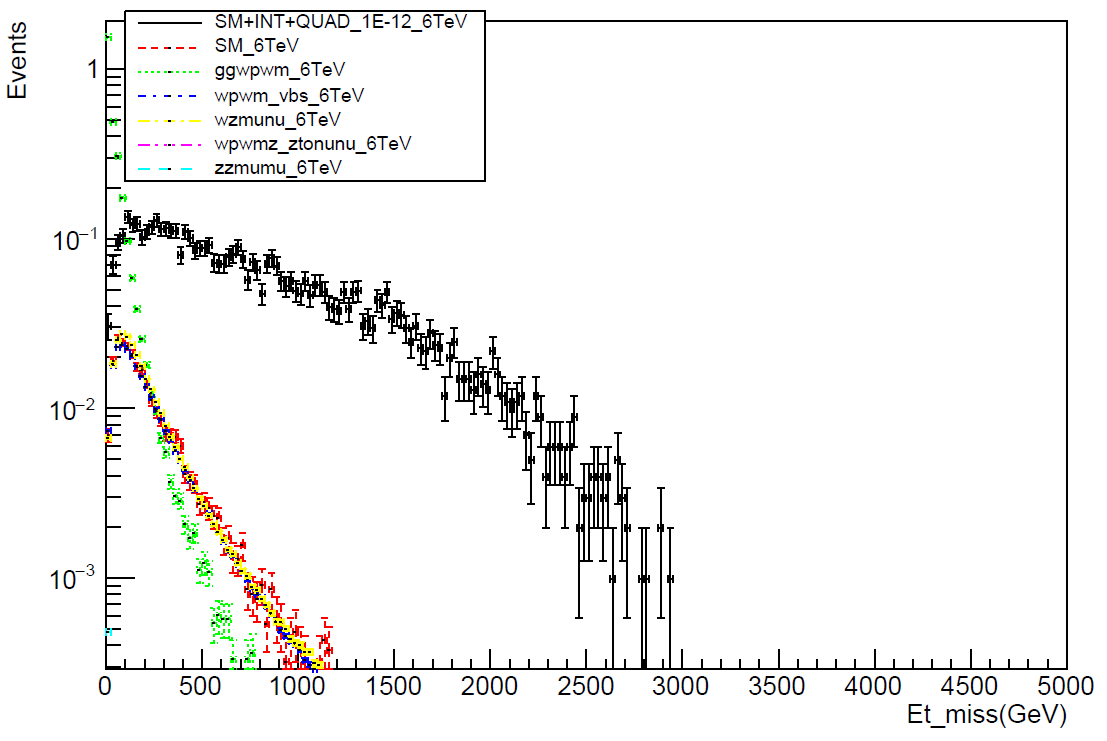 SM+INT+QUAD_1E-12_6TeV
SM_6TeV
ggwpwm_6TeV
wpwm_vbs_6TeV
wzmunu_6TeV
wpwmz_ztonunu_6TeV
zzmumu_6TeV
Events
1
10⁻¹
10⁻²
10⁻³
0 500 1000 1500 2000 2500 3000 3500 4000 4500 5000
Et_miss(GeV)